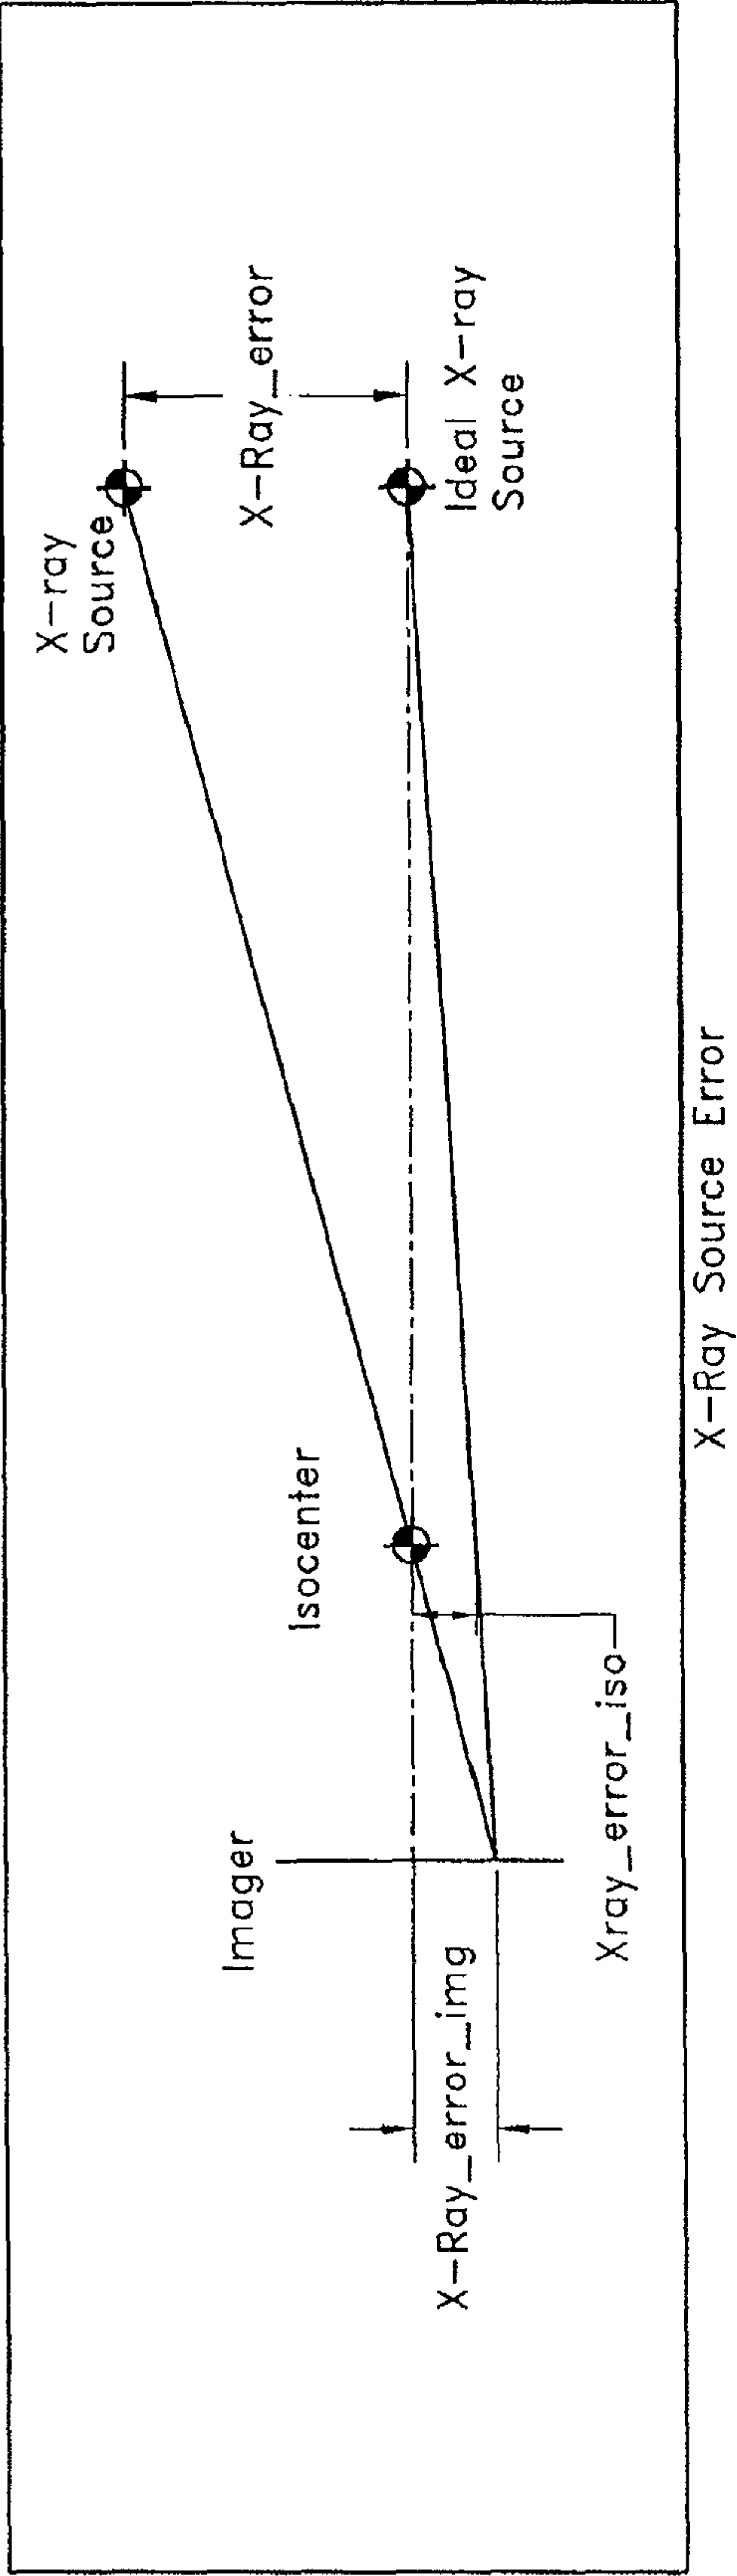 X-ray
Source
X-Ray_error
Ideal X-ray
Source
Isocenter
Imager
X-Ray_error_img
Xray_error_iso
X-Ray Source Error